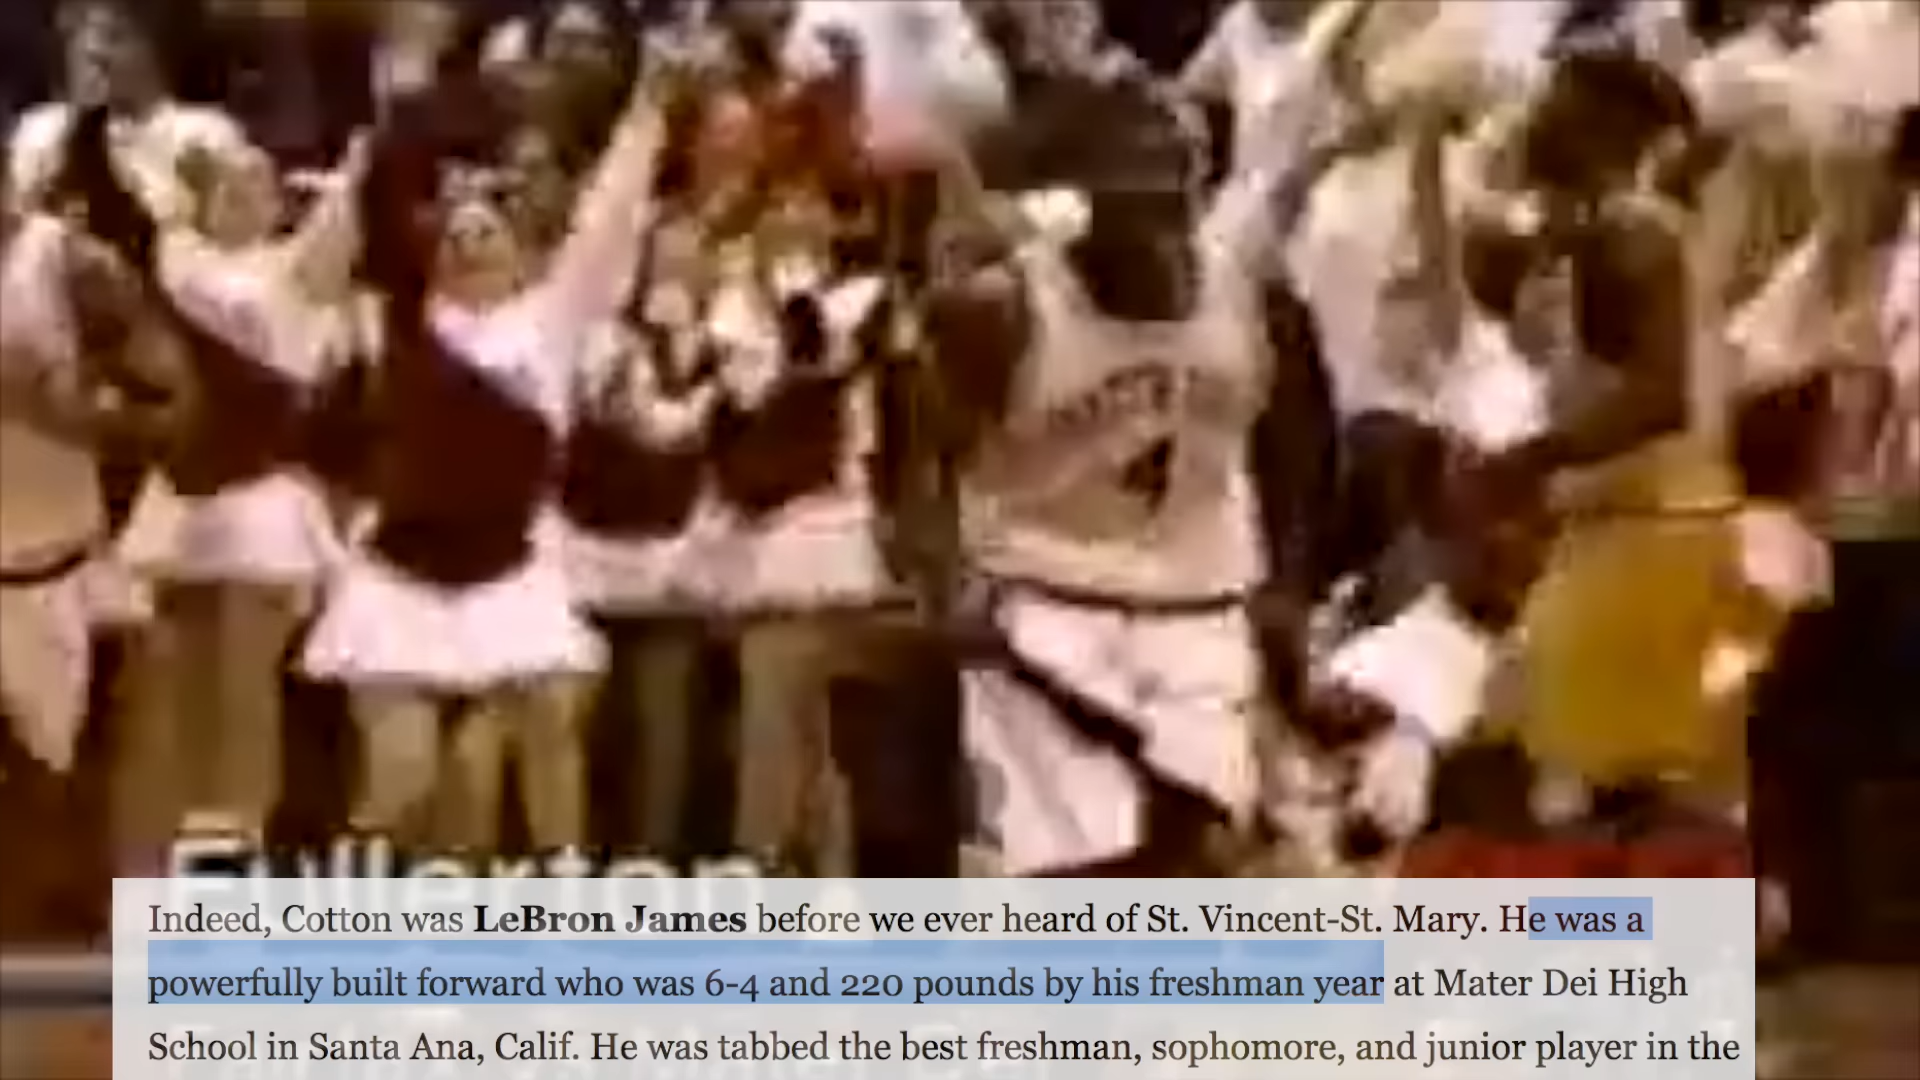 4
Fullerton
Indeed, Cotton was LeBron James before we ever heard of St. Vincent-St. Mary. He was a
powerfully built forward who was 6-4 and 220 pounds by his freshman year at Mater Dei High
School in Santa Ana, Calif. He was tabbed the best freshman, sophomore, and junior player in the